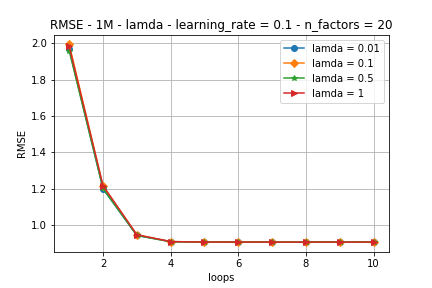 RMSE - 1M - lamda - learning_rate = 0.1 - n_factors = 20
2.0
1.8
1.6
1.4
1.2
1.0
RMSE
lamda = 0.01
lamda = 0.1
lamda = 0.5
lamda = 1
2
4
6
8
10
loops